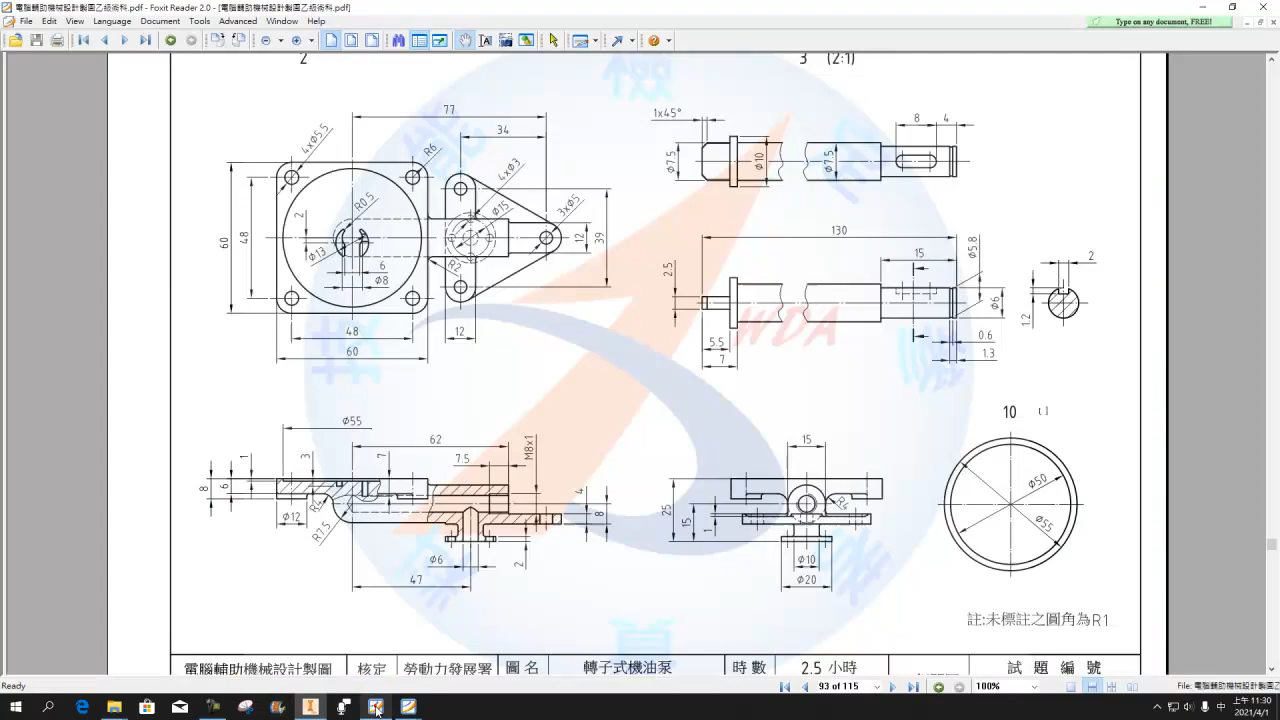 電腦輔助機械設計製圖乙級術科.pdf - Foxit Reader 2.0 - [電腦輔助機械設計製圖乙級術科.pdf]
File Edit View Language Document Tools Advanced Window Help
Type on any document, FREE!
2
3 (2:1)
77
34
4xØ5.5
R6
4xØ3
Ø15
3xØ5
R0.5
2
Ø13
60
48
12
39
6
Ø8
R2
48
12
60
1x45°
8
4
Ø7.5
Ø10
Ø7.5
130
15
Ø5.8
2
2.5
Ø6
1.2
5.5
7
0.6
1.3
WDA
10
Ø55
62
7.5
M8x1
1
3
7
6
8
4
8
Ø12
R4
R7.5
Ø6
2
47
15
25
15
1
R4
Ø10
Ø20
Ø50
Ø55
註:未標註之圓角為R1
電腦輔助機械設計製圖 核定 勞動力發展署 圖名 轉子式機油泵 時數 2.5 小時 試題編號
Ready
93 of 115
100%
File: 電腦輔助機械設計製圖乙
中
上午 11:30
2021/4/1